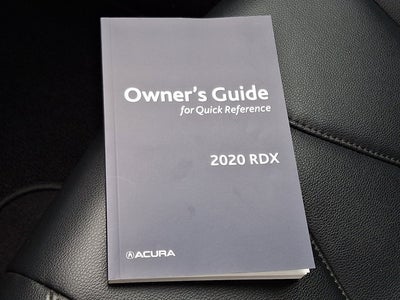 Owner's Guide
for Quick Reference
2020 RDX
ACURA